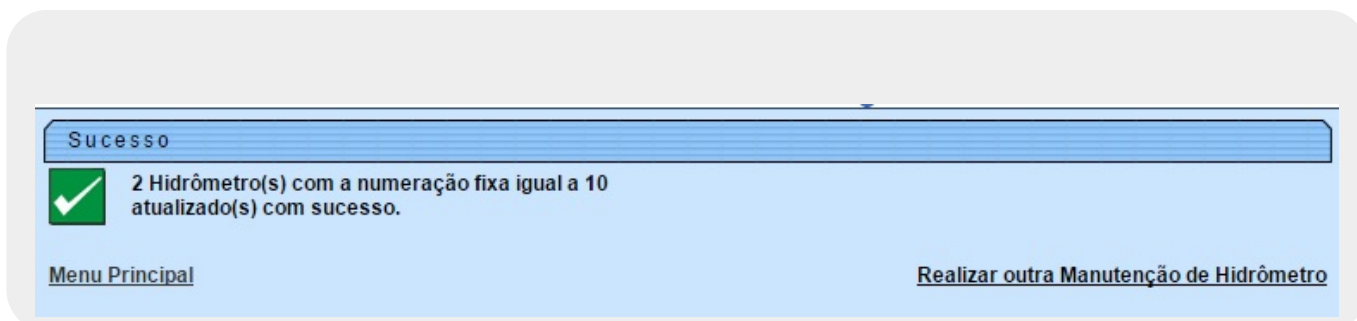 Sucesso
2 Hidrômetro(s) com a numeração fixa igual a 10
atualizado(s) com sucesso.
Menu Principal
Realizar outra Manutenção de Hidrômetro